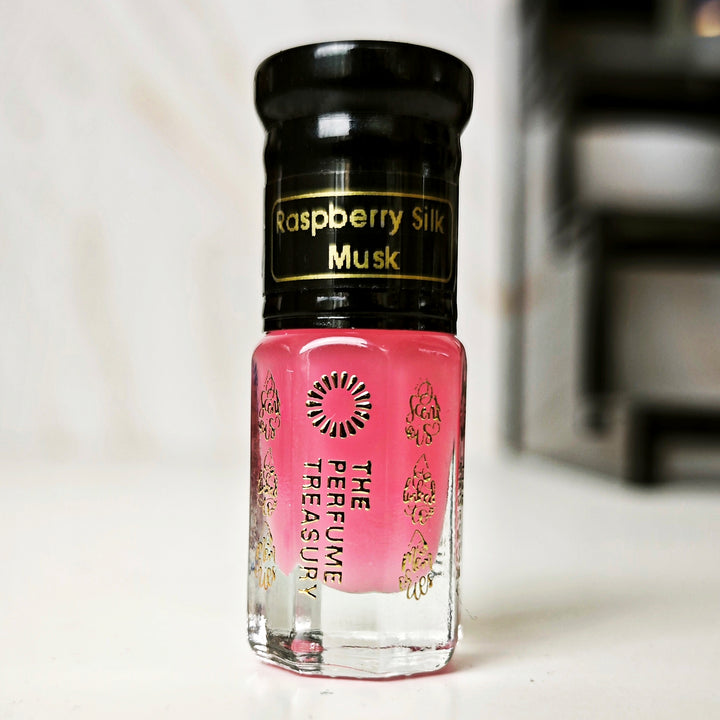 Raspberry Silk
Musk
THE
PERFUME
TREASURY